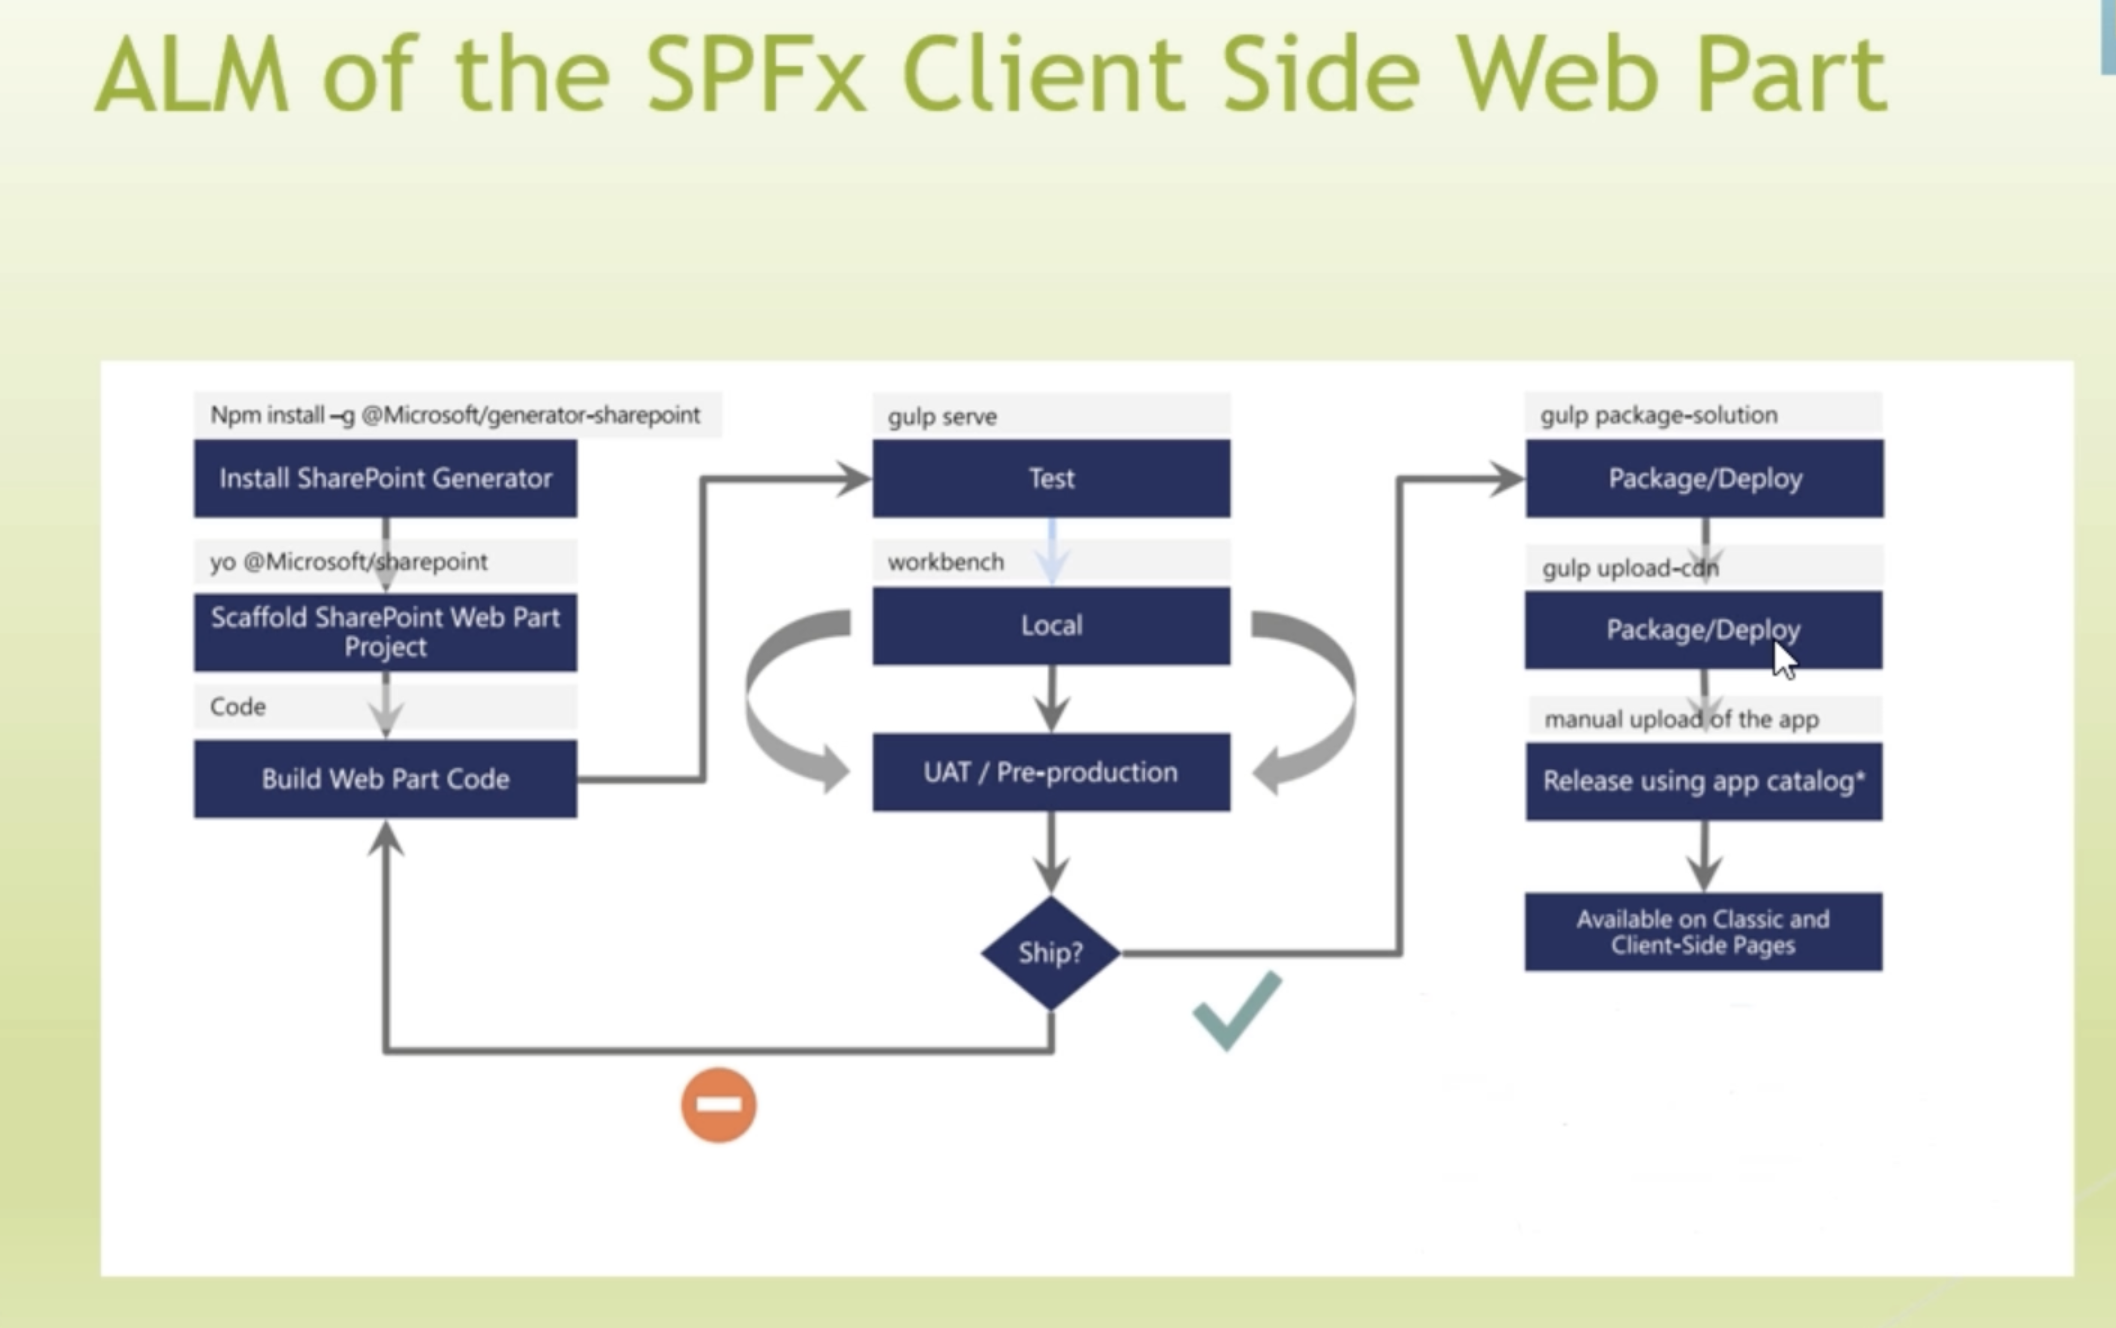 ALM of the SPFx Client Side Web Part
Npm install –g @Microsoft/generator-sharepoint
Install SharePoint Generator
yo @Microsoft/sharepoint
Scaffold SharePoint Web Part
Project
Code
Build Web Part Code
gulp serve
Test
workbench
Local
UAT / Pre-production
Ship?
gulp package-solution
Package/Deploy
gulp upload-cdn
Package/Deploy
manual upload of the app
Release using app catalog*
Available on Classic and
Client-Side Pages